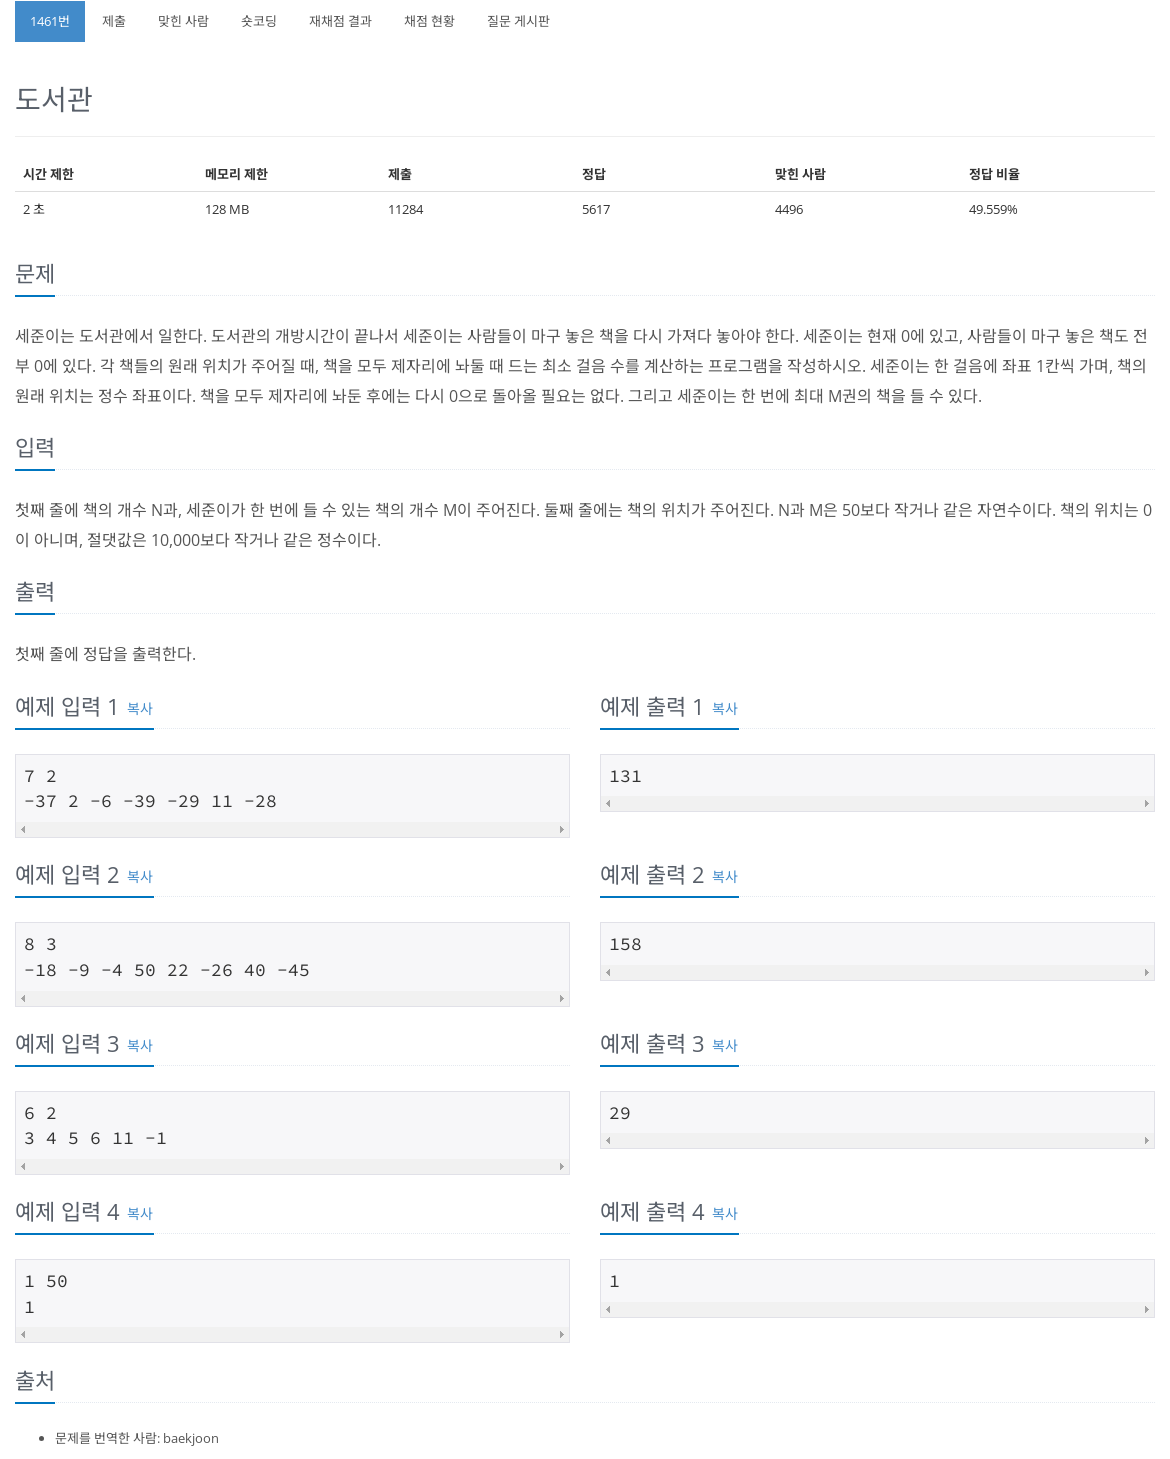 1461번 제출 맞힌 사람 숏코딩 재채점 결과 채점 현황 질문 게시판
도서관
시간 제한 메모리 제한 제출 정답 맞힌 사람 정답 비율
2 초 128 MB 11284 5617 4496 49.559%
문제
세준이는 도서관에서 일한다. 도서관의 개방시간이 끝나서 세준이는 사람들이 마구 놓은 책을 다시 가져다 놓아야 한다. 세준이는 현재 0에 있고, 사람들이 마구 놓은 책도 전
부 0에 있다. 각 책들의 원래 위치가 주어질 때, 책을 모두 제자리에 놔둘 때 드는 최소 걸음 수를 계산하는 프로그램을 작성하시오. 세준이는 한 걸음에 좌표 1칸씩 가며, 책의
원래 위치는 정수 좌표이다. 책을 모두 제자리에 놔둔 후에는 다시 0으로 돌아올 필요는 없다. 그리고 세준이는 한 번에 최대 M권의 책을 들 수 있다.
입력
첫째 줄에 책의 개수 N과, 세준이가 한 번에 들 수 있는 책의 개수 M이 주어진다. 둘째 줄에는 책의 위치가 주어진다. N과 M은 50보다 작거나 같은 자연수이다. 책의 위치는 0
이 아니며, 절댓값은 10,000보다 작거나 같은 정수이다.
출력
첫째 줄에 정답을 출력한다.
예제 입력 1 복사
7 2
-37 2 -6 -39 -29 11 -28
예제 출력 1 복사
131
예제 입력 2 복사
8 3
-18 -9 -4 50 22 -26 40 -45
예제 출력 2 복사
158
예제 입력 3 복사
6 2
3 4 5 6 11 -1
예제 출력 3 복사
29
예제 입력 4 복사
1 50
1
예제 출력 4 복사
1
출처
문제를 번역한 사람: baekjoon